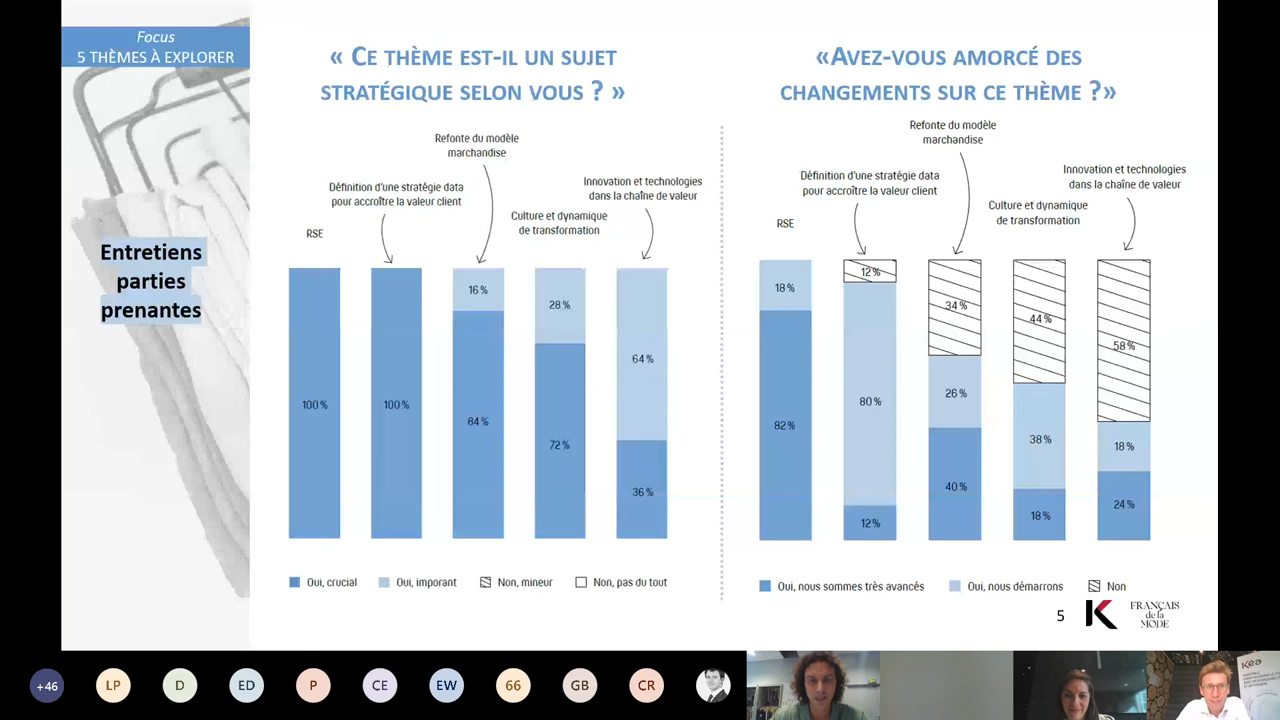 Focus
5 THÈMES À EXPLORER
Entretiens
parties
prenantes
« CE THÈME EST-IL UN SUJET
STRATÉGIQUE SELON VOUS ? »
Refonte du modèle
marchandise
Définition d'une stratégie data
pour accroître la valeur client
Innovation et technologies
dans la chaîne de valeur
Culture et dynamique
de transformation
RSE
100 %
100 %
16 %
84 %
28 %
72 %
64 %
36 %
Oui, crucial
Oui, imporant
Non, mineur
Non, pas du tout
«AVEZ-VOUS AMORCÉ DES
CHANGEMENTS SUR CE THÈME ?»
Refonte du modèle
marchandise
Définition d'une stratégie data
pour accroître la valeur client
Innovation et technologies
dans la chaîne de valeur
Culture et dynamique
de transformation
RSE
18 %
82 %
12 %
80 %
12 %
34 %
26 %
40 %
44 %
38 %
18 %
58 %
18 %
24 %
Oui, nous sommes très avancés
Oui, nous démarrons
Non
5
K
FRANÇAIS
de la
MODE
+46
LP
D
ED
P
CE
EW
66
GB
CR
Kéa